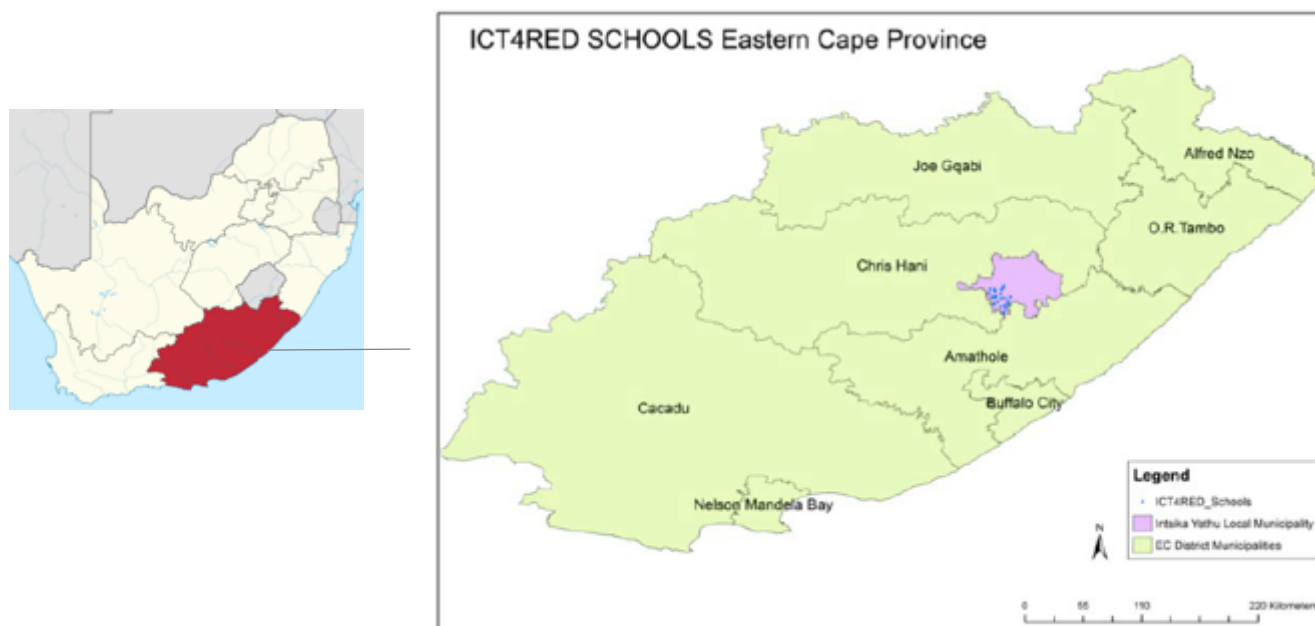 ICT4RED SCHOOLS Eastern Cape Province
Alfred Nzo
Joe Gqabi
O.R.Tambo
Chris Hani
Amathole
Buffalo City
Cacadu
Nelson Mandela Bay
Legend
ICT4RED_Schools
Intsika Yethu Local Municipality
EC District Municipalities
N
0 55 110 220 Kilometers